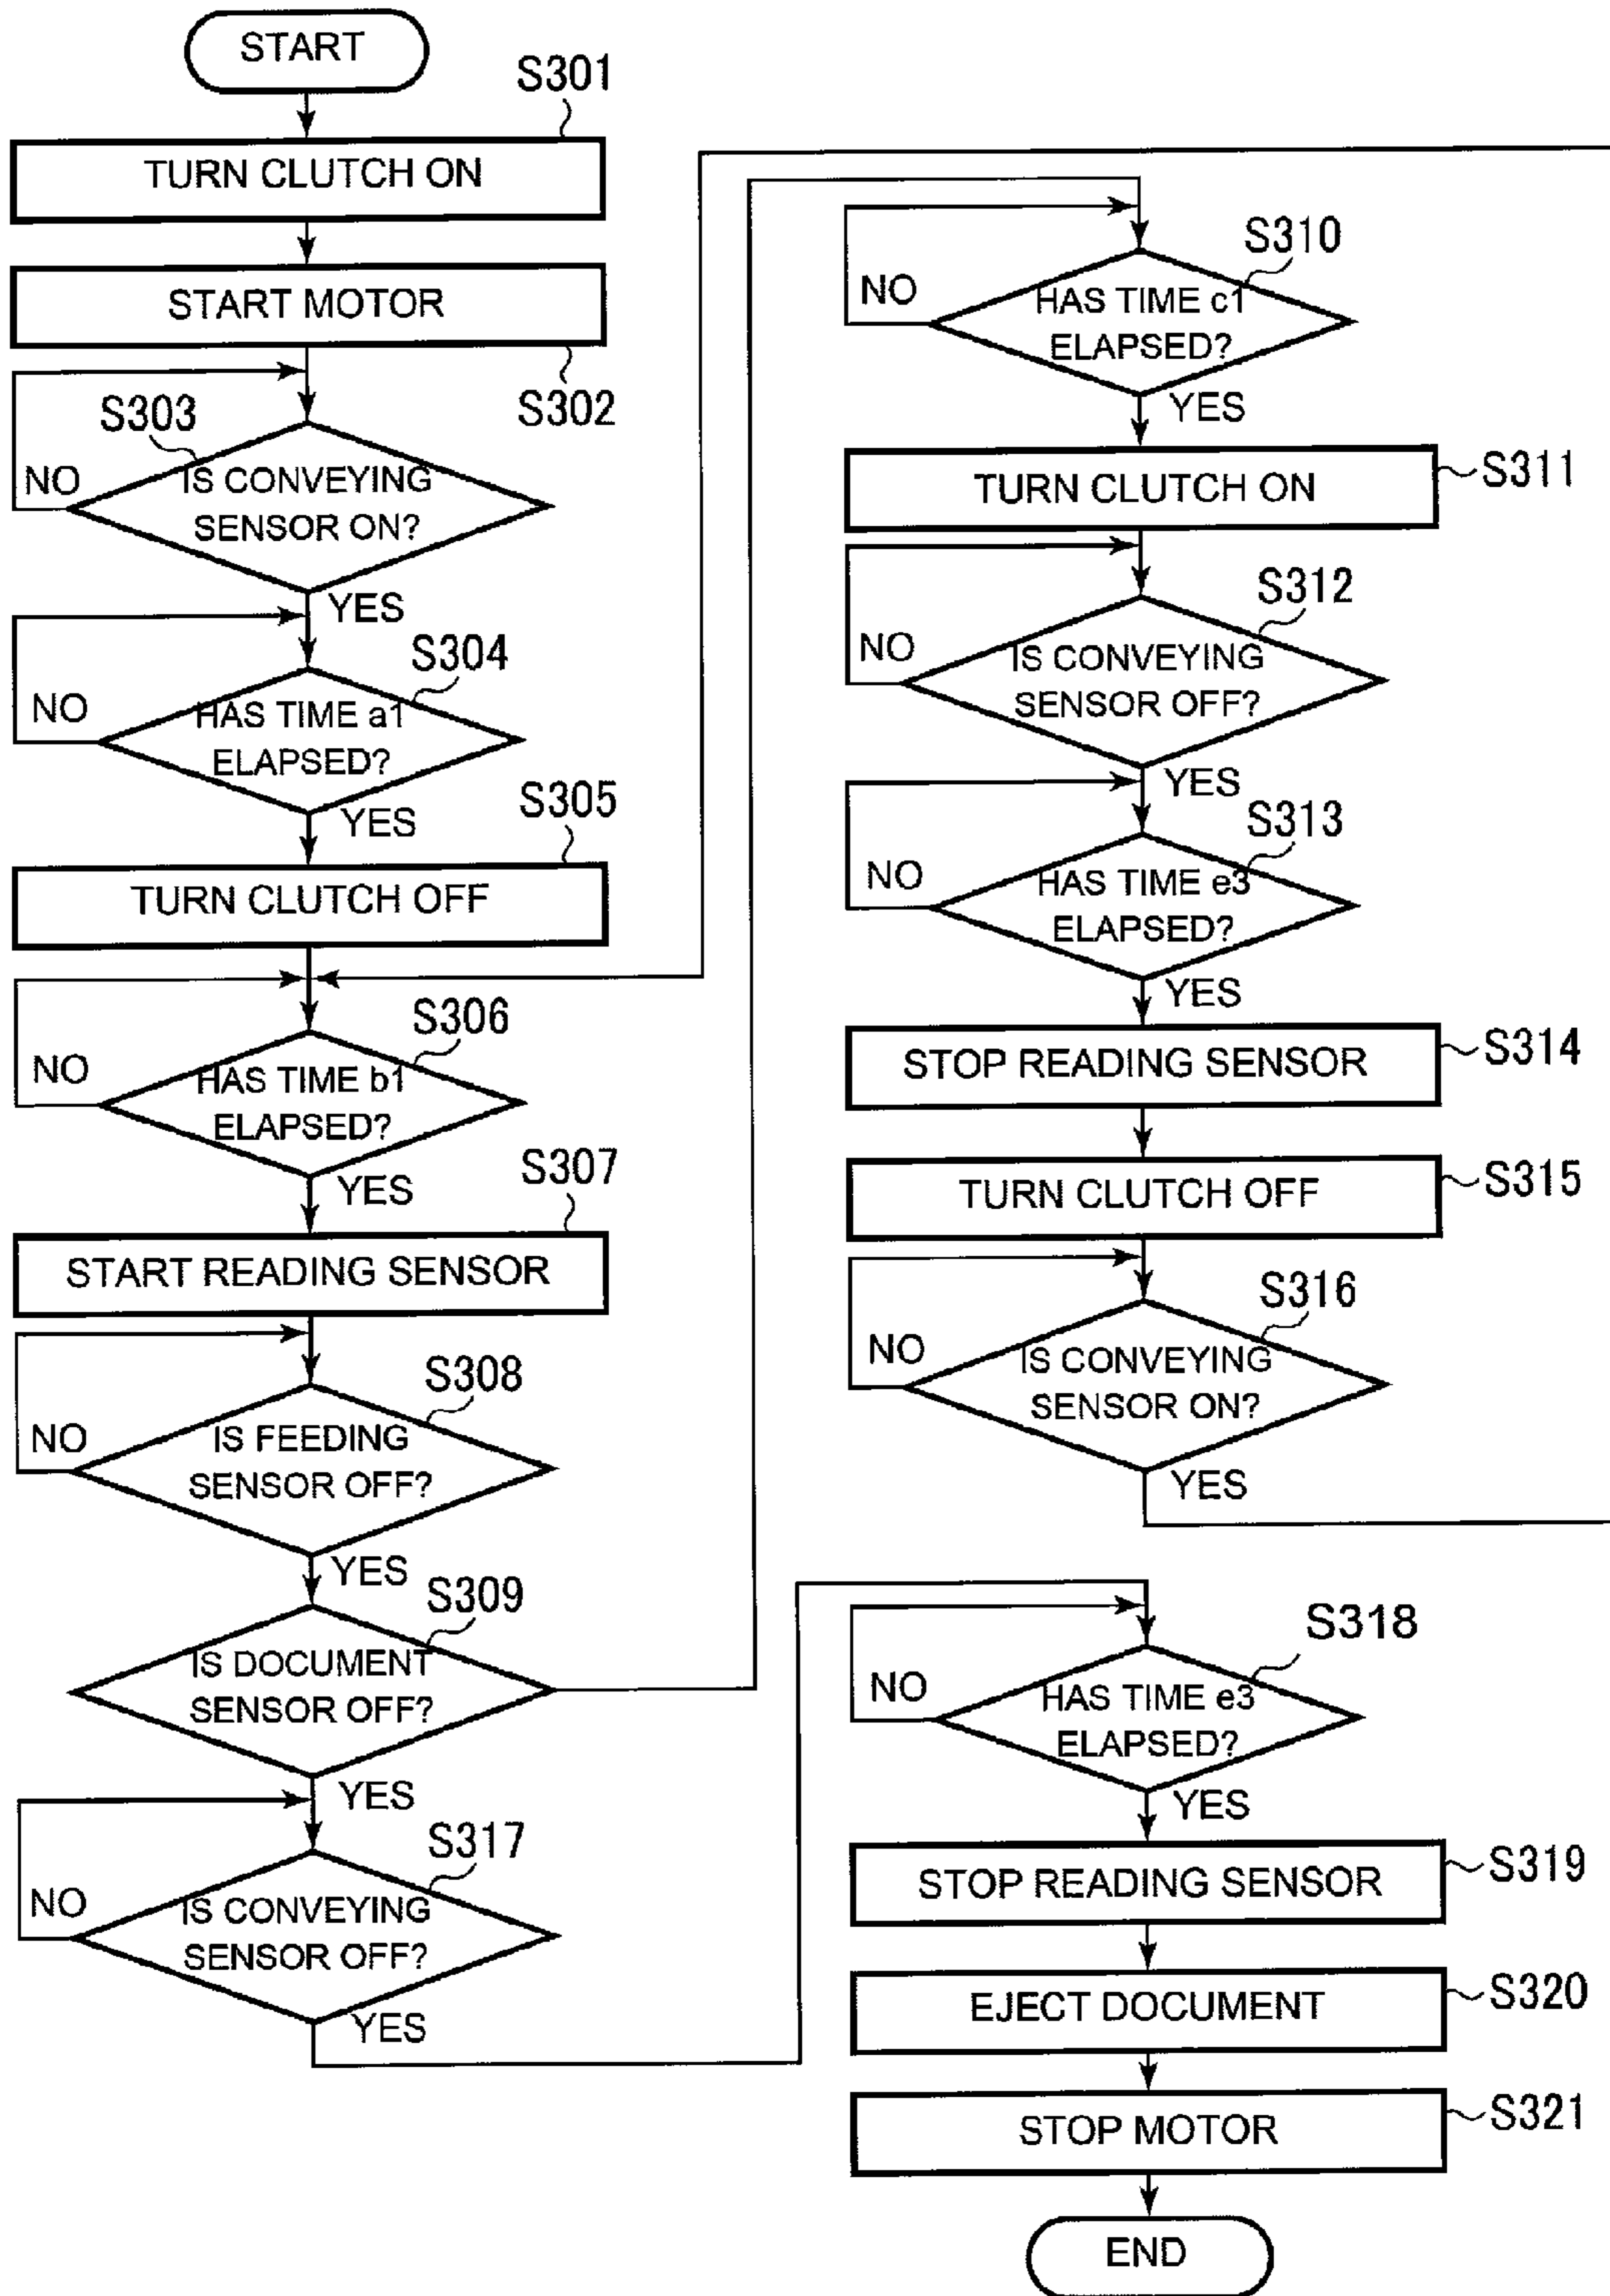 START
S301
TURN CLUTCH ON
START MOTOR
S302
S303
NO
IS CONVEYING
SENSOR ON?
YES
S304
NO
HAS TIME a1
ELAPSED?
YES
S305
TURN CLUTCH OFF
S306
NO
HAS TIME b1
ELAPSED?
YES
S307
START READING SENSOR
S308
NO
IS FEEDING
SENSOR OFF?
YES
S309
IS DOCUMENT
SENSOR OFF?
YES
S317
NO
IS CONVEYING
SENSOR OFF?
YES
S310
NO
HAS TIME c1
ELAPSED?
YES
TURN CLUTCH ON
S311
S312
NO
IS CONVEYING
SENSOR OFF?
YES
S313
NO
HAS TIME e3
ELAPSED?
YES
STOP READING SENSOR
S314
TURN CLUTCH OFF
S315
S316
NO
IS CONVEYING
SENSOR ON?
YES
S318
NO
HAS TIME e3
ELAPSED?
YES
STOP READING SENSOR
S319
EJECT DOCUMENT
S320
STOP MOTOR
S321
END